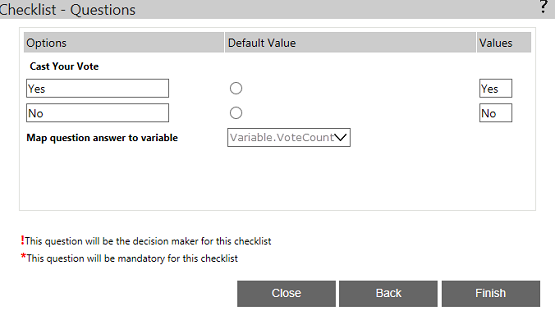 Checklist - Questions ?
Options Default Value Values
Cast Your Vote
Yes Yes
No No
Map question answer to variable Variable.VoteCount
!This question will be the decision maker for this checklist
*This question will be mandatory for this checklist
Close Back Finish